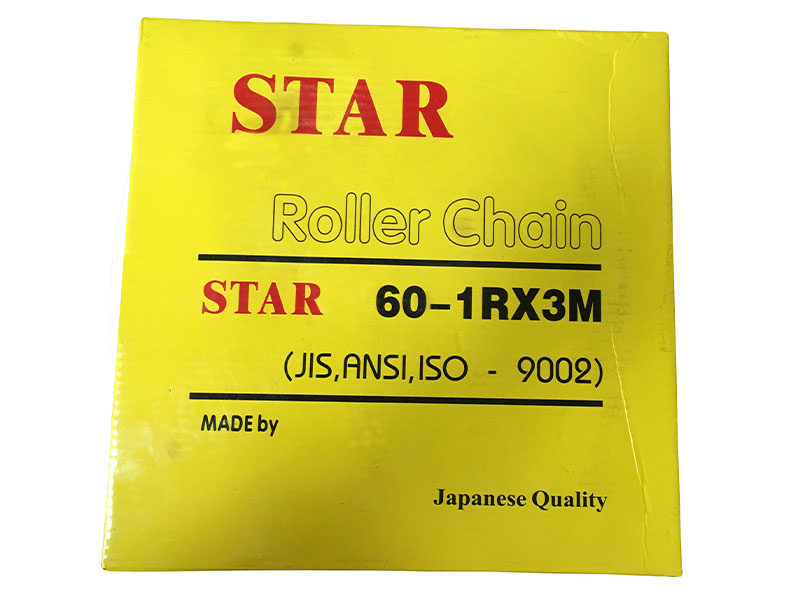 STAR
Roller Chain
STAR 60-1RX3M
(JIS,ANSI,ISO - 9002)
MADE by
Japanese Quality